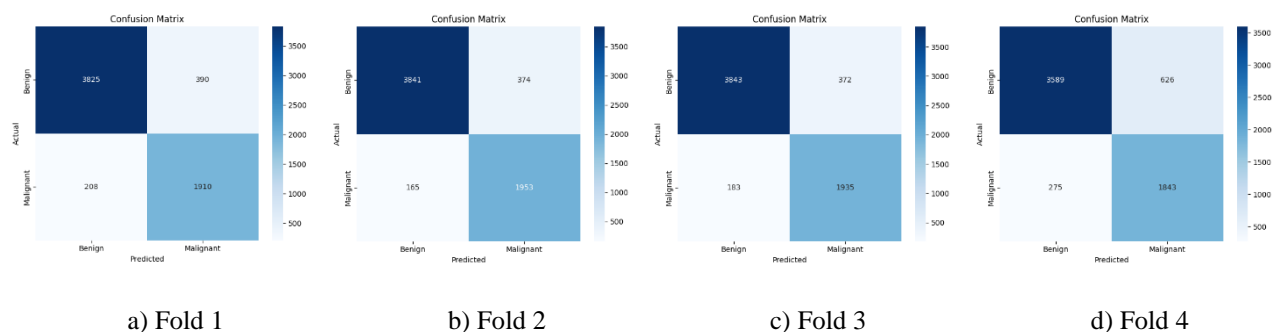 Confusion Matrix
Benign
Malignant
Actual
3825
390
208
1910
Benign
Malignant
Predicted
3500
3000
2500
2000
1500
1000
500
a) Fold 1
Confusion Matrix
Benign
Malignant
Actual
3841
374
165
1953
Benign
Malignant
Predicted
3500
3000
2500
2000
1500
1000
500
b) Fold 2
Confusion Matrix
Benign
Malignant
Actual
3843
372
183
1935
Benign
Malignant
Predicted
3500
3000
2500
2000
1500
1000
500
c) Fold 3
Confusion Matrix
Benign
Malignant
Actual
3589
626
275
1843
Benign
Malignant
Predicted
3500
3000
2500
2000
1500
1000
500
d) Fold 4